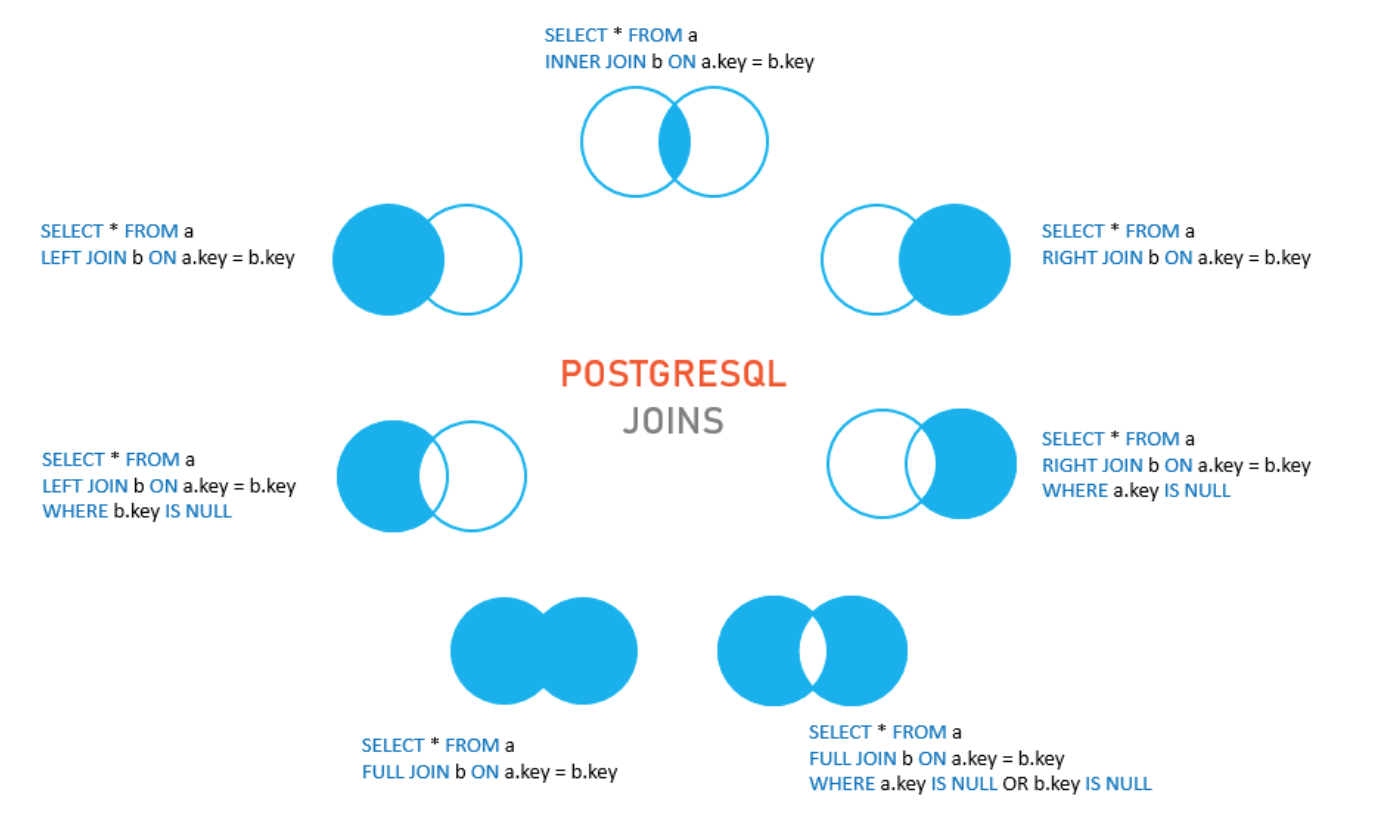 SELECT * FROM a
INNER JOIN b ON a.key = b.key
SELECT * FROM a
LEFT JOIN b ON a.key = b.key
SELECT * FROM a
RIGHT JOIN b ON a.key = b.key
POSTGRESQL
JOINS
SELECT * FROM a
LEFT JOIN b ON a.key = b.key
WHERE b.key IS NULL
SELECT * FROM a
RIGHT JOIN b ON a.key = b.key
WHERE a.key IS NULL
SELECT * FROM a
FULL JOIN b ON a.key = b.key
SELECT * FROM a
FULL JOIN b ON a.key = b.key
WHERE a.key IS NULL OR b.key IS NULL